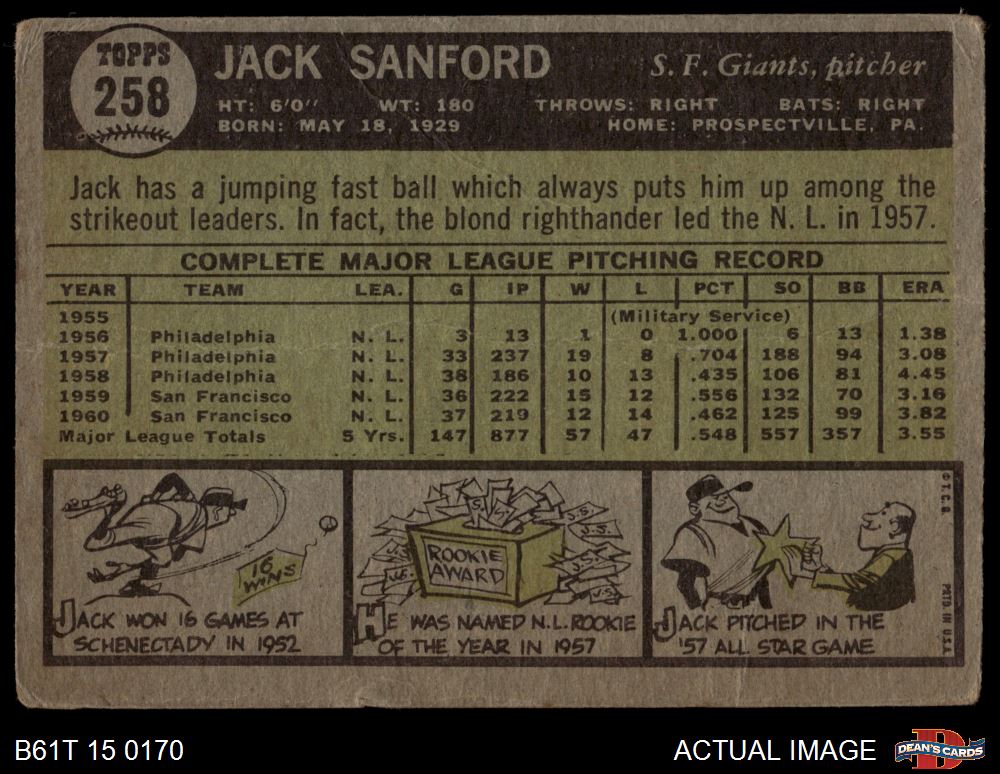 TOPPS
258
JACK SANFORD
S. F. Giants, pitcher
HT: 6'0'' WT: 180 THROWS: RIGHT BATS: RIGHT
BORN: MAY 18, 1929 HOME: PROSPECTVILLE, PA.
Jack has a jumping fast ball which always puts him up among the
strikeout leaders. In fact, the blond righthander led the N. L. in 1957.
COMPLETE MAJOR LEAGUE PITCHING RECORD
YEAR TEAM LEA. G IP W L PCT SO BB ERA
1955 (Military Service)
1956 Philadelphia N. L. 3 13 1 0 1.000 6 13 1.38
1957 Philadelphia N. L. 33 237 19 8 .704 188 94 3.08
1958 Philadelphia N. L. 38 186 10 13 .435 106 81 4.45
1959 San Francisco N. L. 36 222 15 12 .556 132 70 3.16
1960 San Francisco N. L. 37 219 12 14 .462 125 99 3.82
Major League Totals 5 Yrs. 147 877 57 47 .548 557 357 3.55
16
WINS
JACK WON 16 GAMES AT
SCHENECTADY IN 1952
J.S.
J.S.
J.S.
J.S.
ROOKIE
AWARD
HE WAS NAMED N.L. ROOKIE
OF THE YEAR IN 1957
JACK PITCHED IN THE
'57 ALL STAR GAME
© T.C.G.
PRTD. IN U.S.A.
B61T 15 0170
ACTUAL IMAGE
D
DEAN'S CARDS